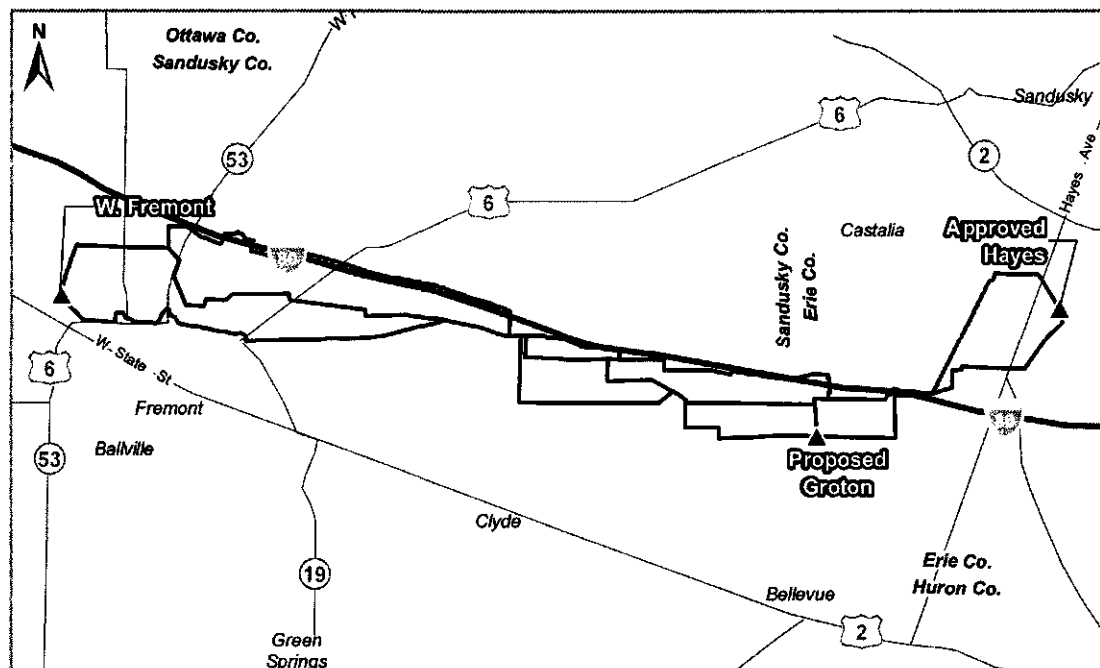 N
Ottawa Co.
Sandusky Co.
W
53
6
6
Sandusky
2
Hayes Ave
W. Fremont
Castalia
Approved
Hayes
Sandusky Co.
Erie Co.
W State St
6
Fremont
53
Ballville
Proposed
Groton
Clyde
19
Erie Co.
Huron Co.
Bellevue
2
Green
Springs